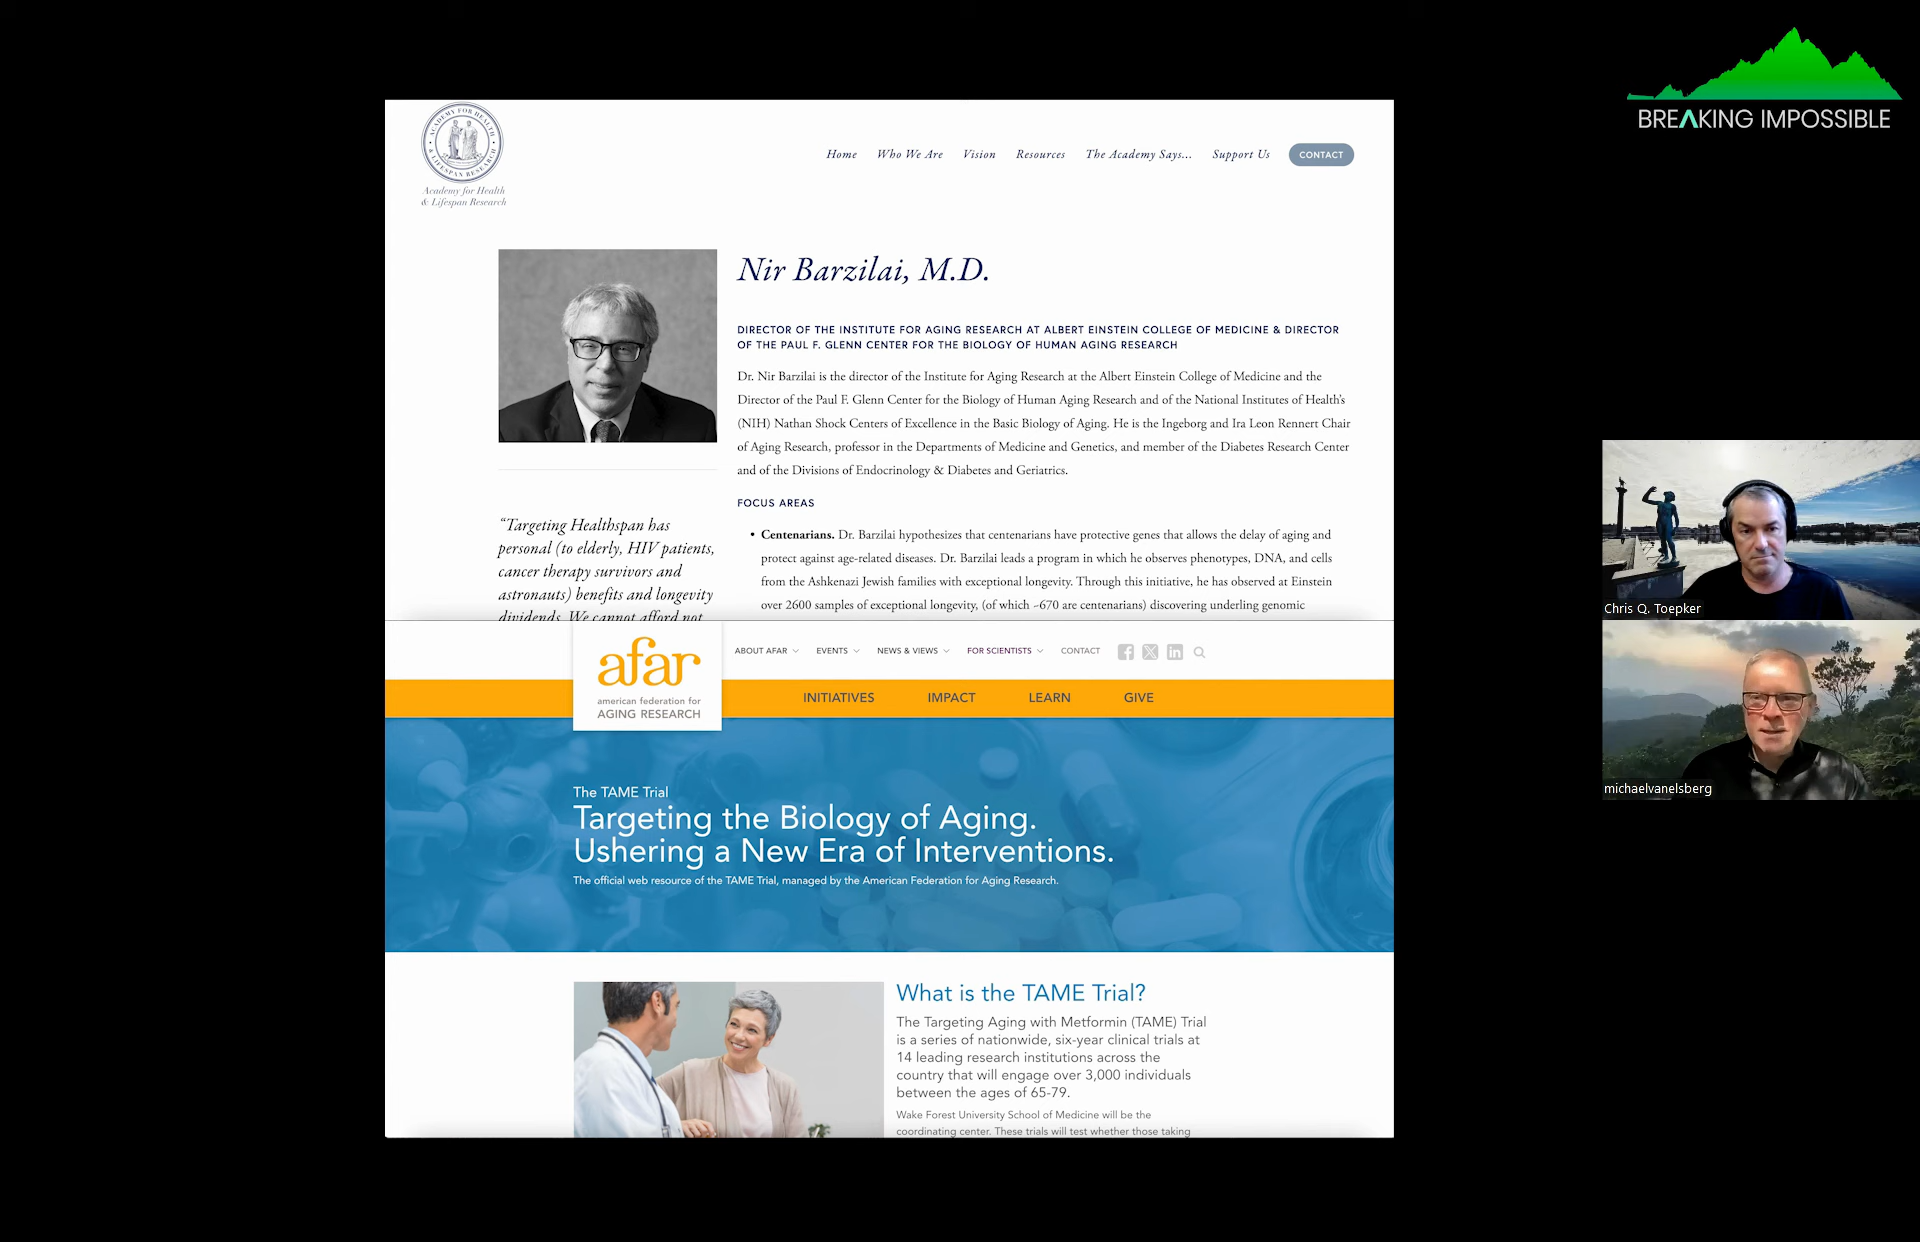 BREAKING IMPOSSIBLE
ACADEMY FOR HEALTH & LIFESPAN RESEARCH
Academy for Health
& Lifespan Research
Home Who We Are Vision Resources The Academy Says... Support Us CONTACT
Nir Barzilai, M.D.
DIRECTOR OF THE INSTITUTE FOR AGING RESEARCH AT ALBERT EINSTEIN COLLEGE OF MEDICINE & DIRECTOR
OF THE PAUL F. GLENN CENTER FOR THE BIOLOGY OF HUMAN AGING RESEARCH
Dr. Nir Barzilai is the director of the Institute for Aging Research at the Albert Einstein College of Medicine and the
Director of the Paul F. Glenn Center for the Biology of Human Aging Research and of the National Institutes of Health's
(NIH) Nathan Shock Centers of Excellence in the Basic Biology of Aging. He is the Ingeborg and Ira Leon Rennert Chair
of Aging Research, professor in the Departments of Medicine and Genetics, and member of the Diabetes Research Center
and of the Divisions of Endocrinology & Diabetes and Geriatrics.
FOCUS AREAS
• Centenarians. Dr. Barzilai hypothesizes that centenarians have protective genes that allows the delay of aging and
protect against age-related diseases. Dr. Barzilai leads a program in which he observes phenotypes, DNA, and cells
from the Ashkenazi Jewish families with exceptional longevity. Through this initiative, he has observed at Einstein
over 2600 samples of exceptional longevity, (of which ~670 are centenarians) discovering underling genomic
“Targeting Healthspan has
personal (to elderly, HIV patients,
cancer therapy survivors and
astronauts) benefits and longevity
dividends. We cannot afford not
afar
american federation for
AGING RESEARCH
ABOUT AFAR EVENTS NEWS & VIEWS FOR SCIENTISTS CONTACT
INITIATIVES IMPACT LEARN GIVE
The TAME Trial
Targeting the Biology of Aging.
Ushering a New Era of Interventions.
The official web resource of the TAME Trial, managed by the American Federation for Aging Research.
What is the TAME Trial?
The Targeting Aging with Metformin (TAME) Trial
is a series of nationwide, six-year clinical trials at
14 leading research institutions across the
country that will engage over 3,000 individuals
between the ages of 65-79.
Wake Forest University School of Medicine will be the
coordinating center. These trials will test whether those taking
Chris Q. Toepker
michaelvanelsberg